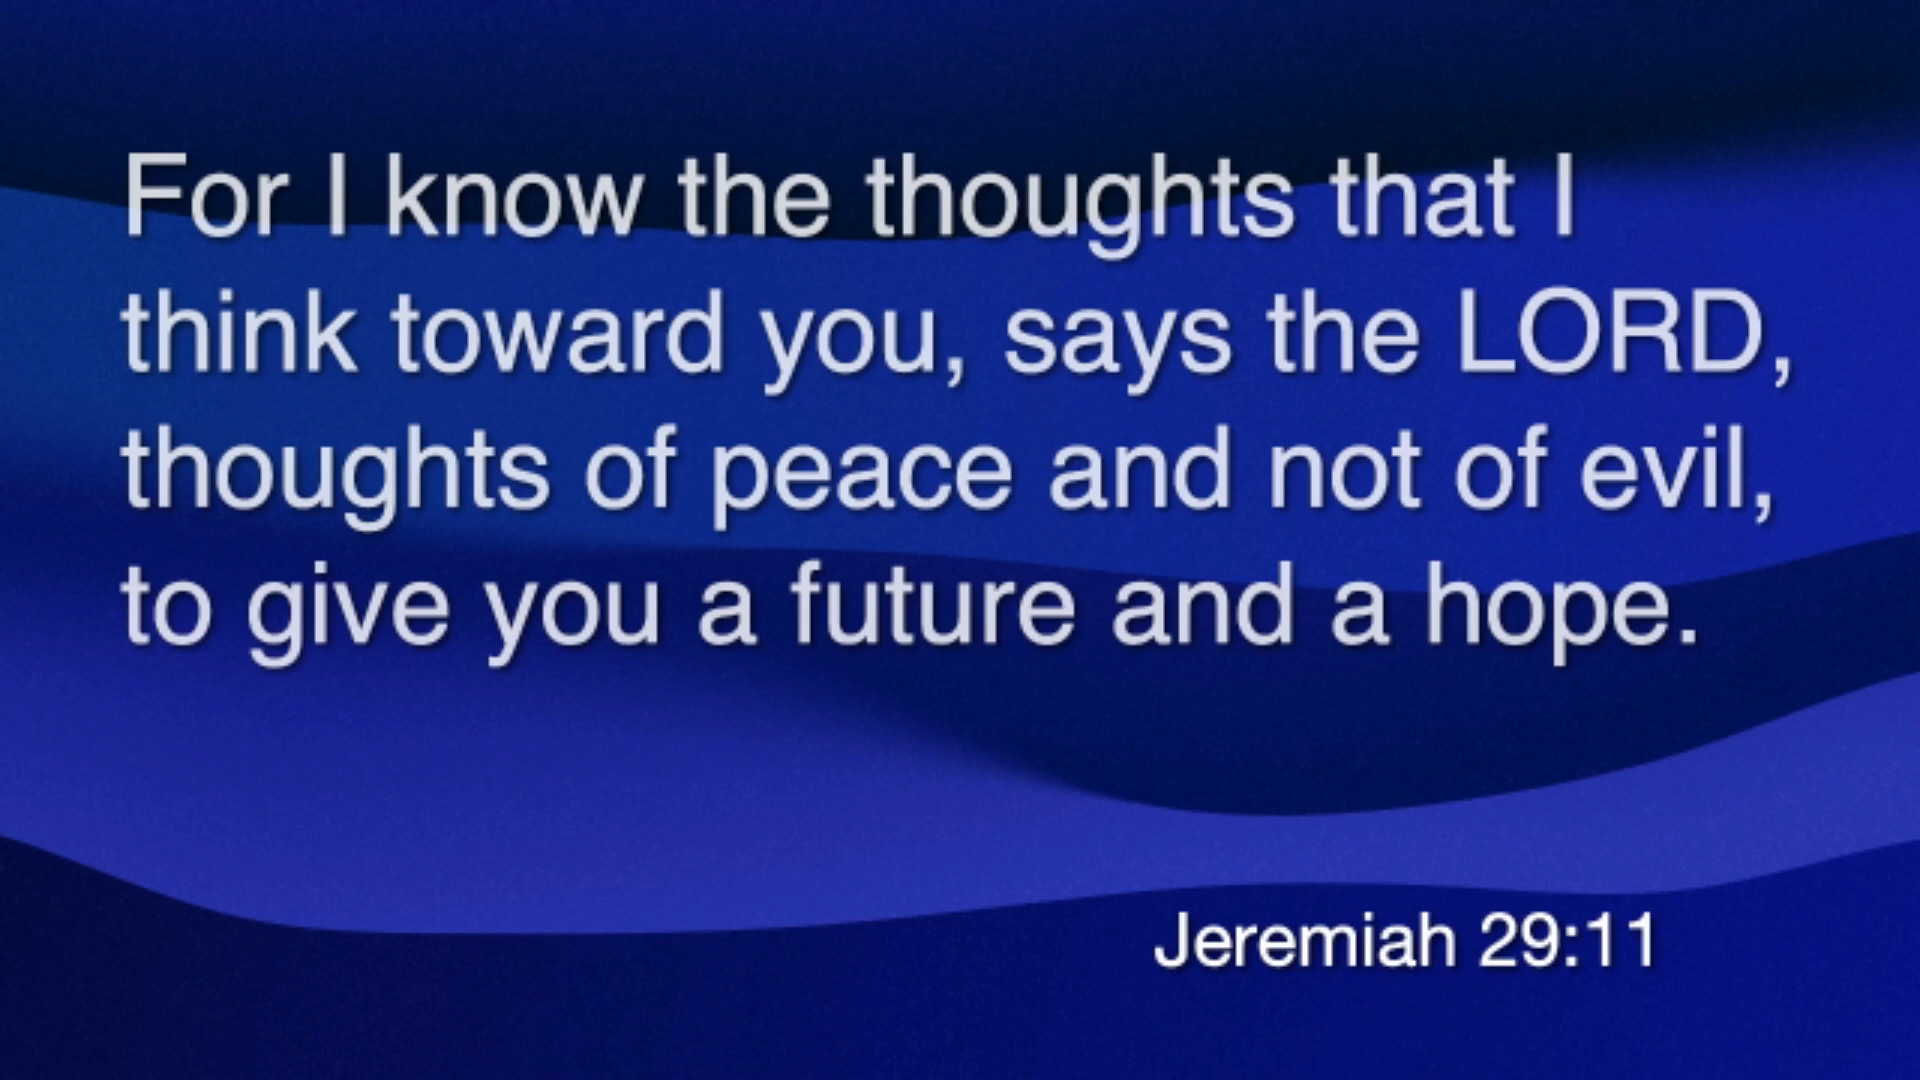 For I know the thoughts that I
think toward you, says the LORD,
thoughts of peace and not of evil,
to give you a future and a hope.
Jeremiah 29:11